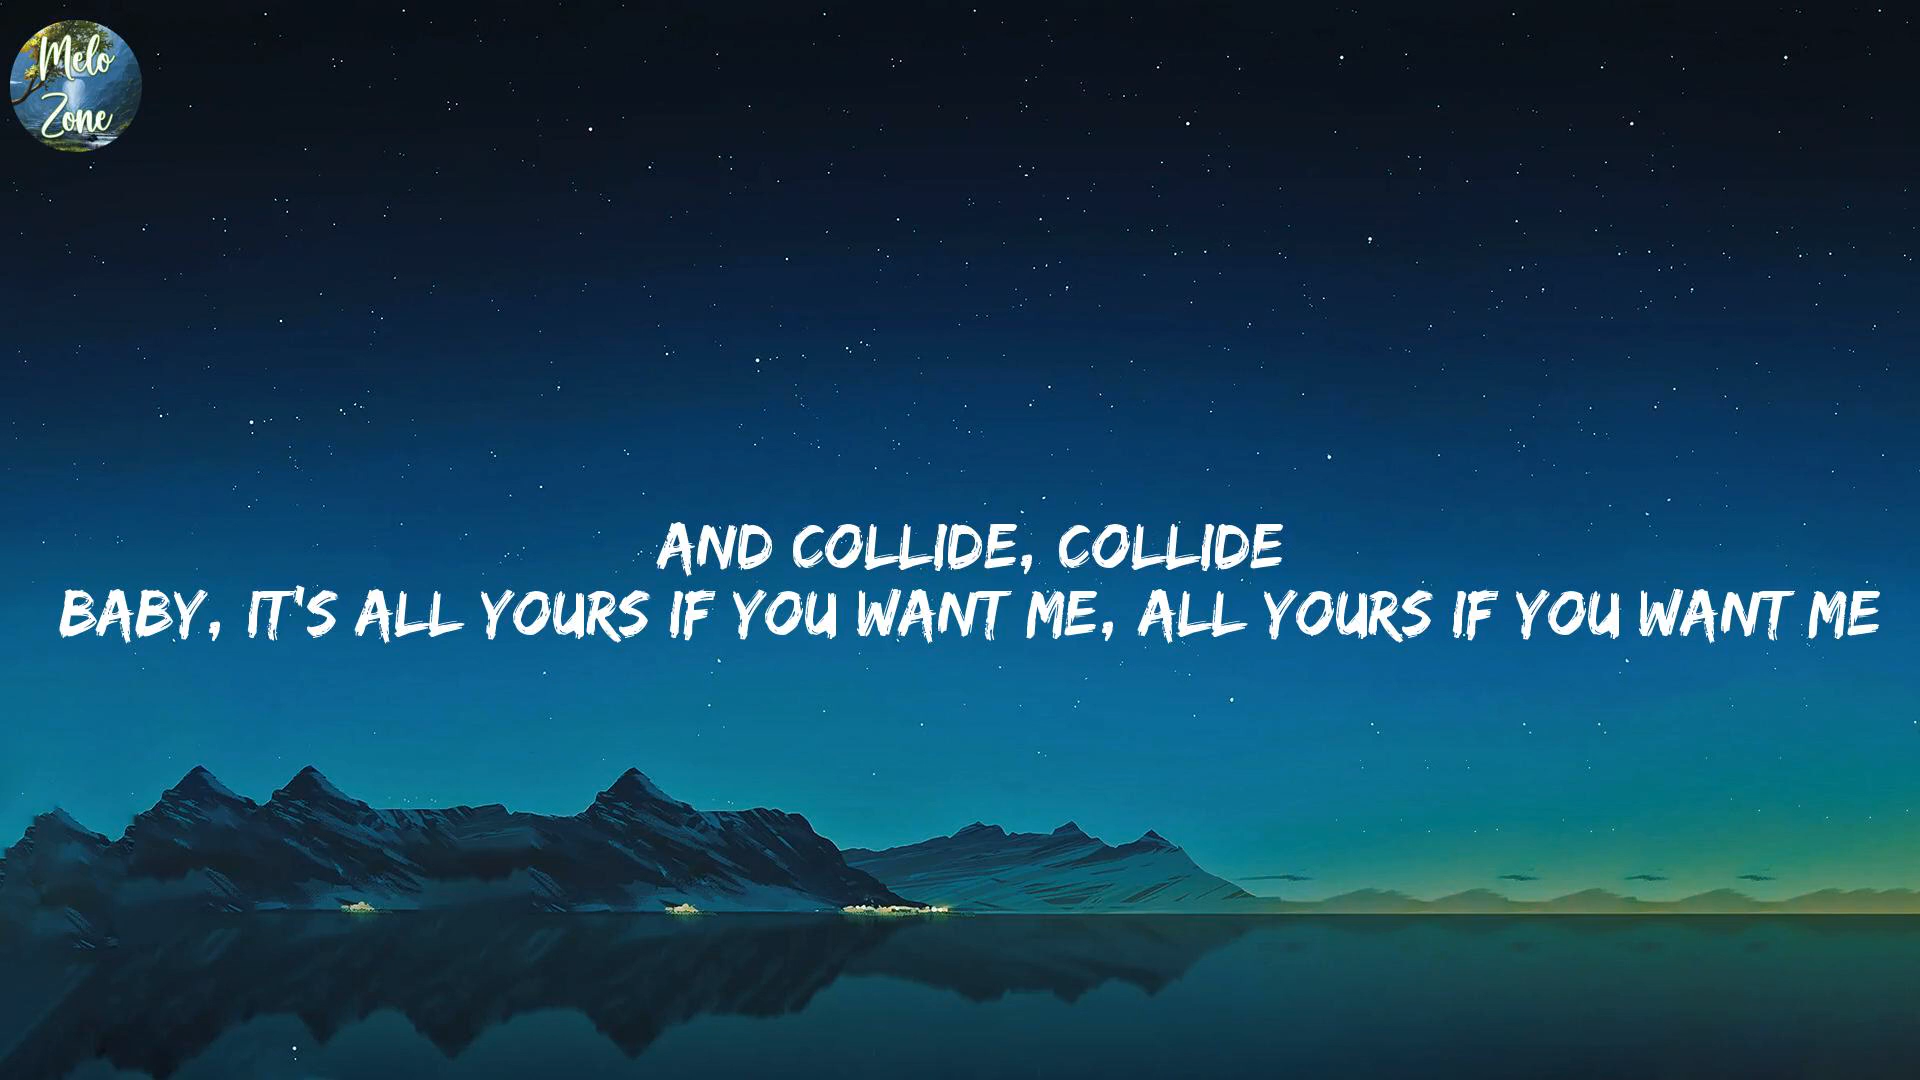 Melo
Zone
AND COLLIDE, COLLIDE
BABY, IT'S ALL YOURS IF YOU WANT ME, ALL YOURS IF YOU WANT ME